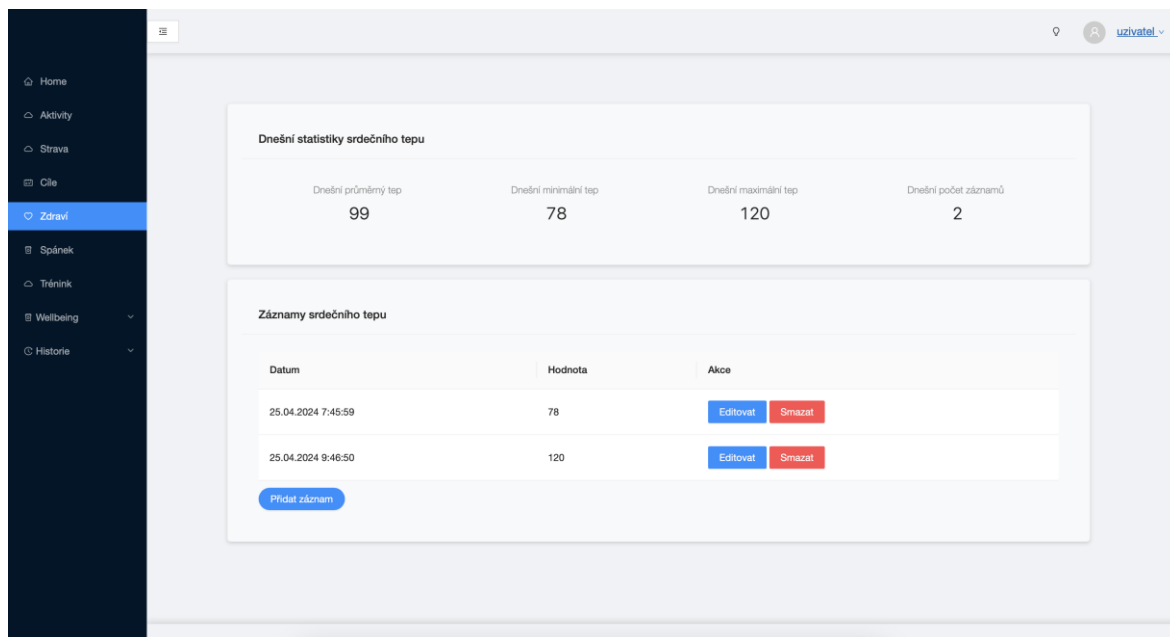 uzivatel
Home
Aktivity
Strava
Cíle
Zdraví
Spánek
Trénink
Wellbeing
Historie
Dnešní statistiky srdečního tepu
Dnešní průměrný tep Dnešní minimální tep Dnešní maximální tep Dnešní počet záznamů
99 78 120 2
Záznamy srdečního tepu
Datum Hodnota Akce
25.04.2024 7:45:59 78 Editovat Smazat
25.04.2024 9:46:50 120 Editovat Smazat
Přidat záznam